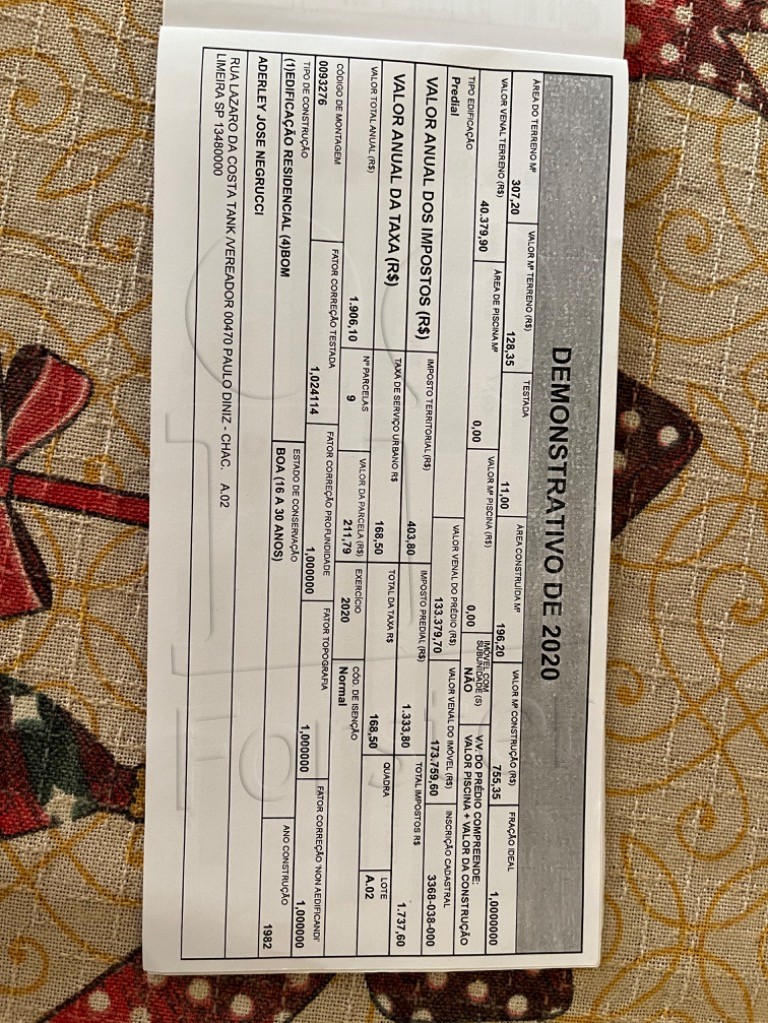 DEMONSTRATIVO DE 2020
ÁREA DO TERRENO M² VALOR M² TERRENO (R$) TESTADA ÁREA CONSTRUÍDA M² VALOR M² CONSTRUÇÃO (R$) FRAÇÃO IDEAL
307,20 128,35 11,00 196,20 755,35 1,0000000
VALOR VENAL TERRENO (R$) ÁREA DE PISCINA M² VALOR M² PISCINA (R$) IMÓVEL COM SUBUNIDADE (S) V.V. DO PRÉDIO COMPREENDE:
40.379,90 0,00 0,00 NÃO VALOR PISCINA + VALOR DA CONSTRUÇÃO
TIPO EDIFICAÇÃO VALOR VENAL DO PRÉDIO (R$) VALOR VENAL DO IMÓVEL (R$) INSCRIÇÃO CADASTRAL
Predial 133.379,70 173.759,60 3368-038-000
VALOR ANUAL DOS IMPOSTOS (R$) IMPOSTO TERRITORIAL (R$) IMPOSTO PREDIAL (R$) TOTAL IMPOSTOS R$
403,80 1.333,80 1.737,60
VALOR ANUAL DA TAXA (R$) TAXA DE SERVIÇO URBANO R$ TOTAL DA TAXA R$ QUADRA LOTE
168,50 168,50 A.02
VALOR TOTAL ANUAL (R$) Nº PARCELAS VALOR DA PARCELA (R$) EXERCÍCIO CÓD. DE ISENÇÃO
1.906,10 9 211,79 2020 Normal
CÓDIGO DE MONTAGEM FATOR CORREÇÃO TESTADA FATOR CORREÇÃO PROFUNDIDADE FATOR TOPOGRAFIA FATOR CORREÇÃO 'NON AEDIFICANDI'
0093276 1,024114 1,000000 1,000000 1,000000
TIPO DE CONSTRUÇÃO ESTADO DE CONSERVAÇÃO ANO CONSTRUÇÃO
(1)EDIFICAÇÃO RESIDENCIAL (4)BOM BOA (16 A 30 ANOS) 1982
ADERLEY JOSE NEGRUCCI
RUA LAZARO DA COSTA TANK /VEREADOR 00470 PAULO DINIZ - CHAC. A.02
LIMEIRA SP 13480000